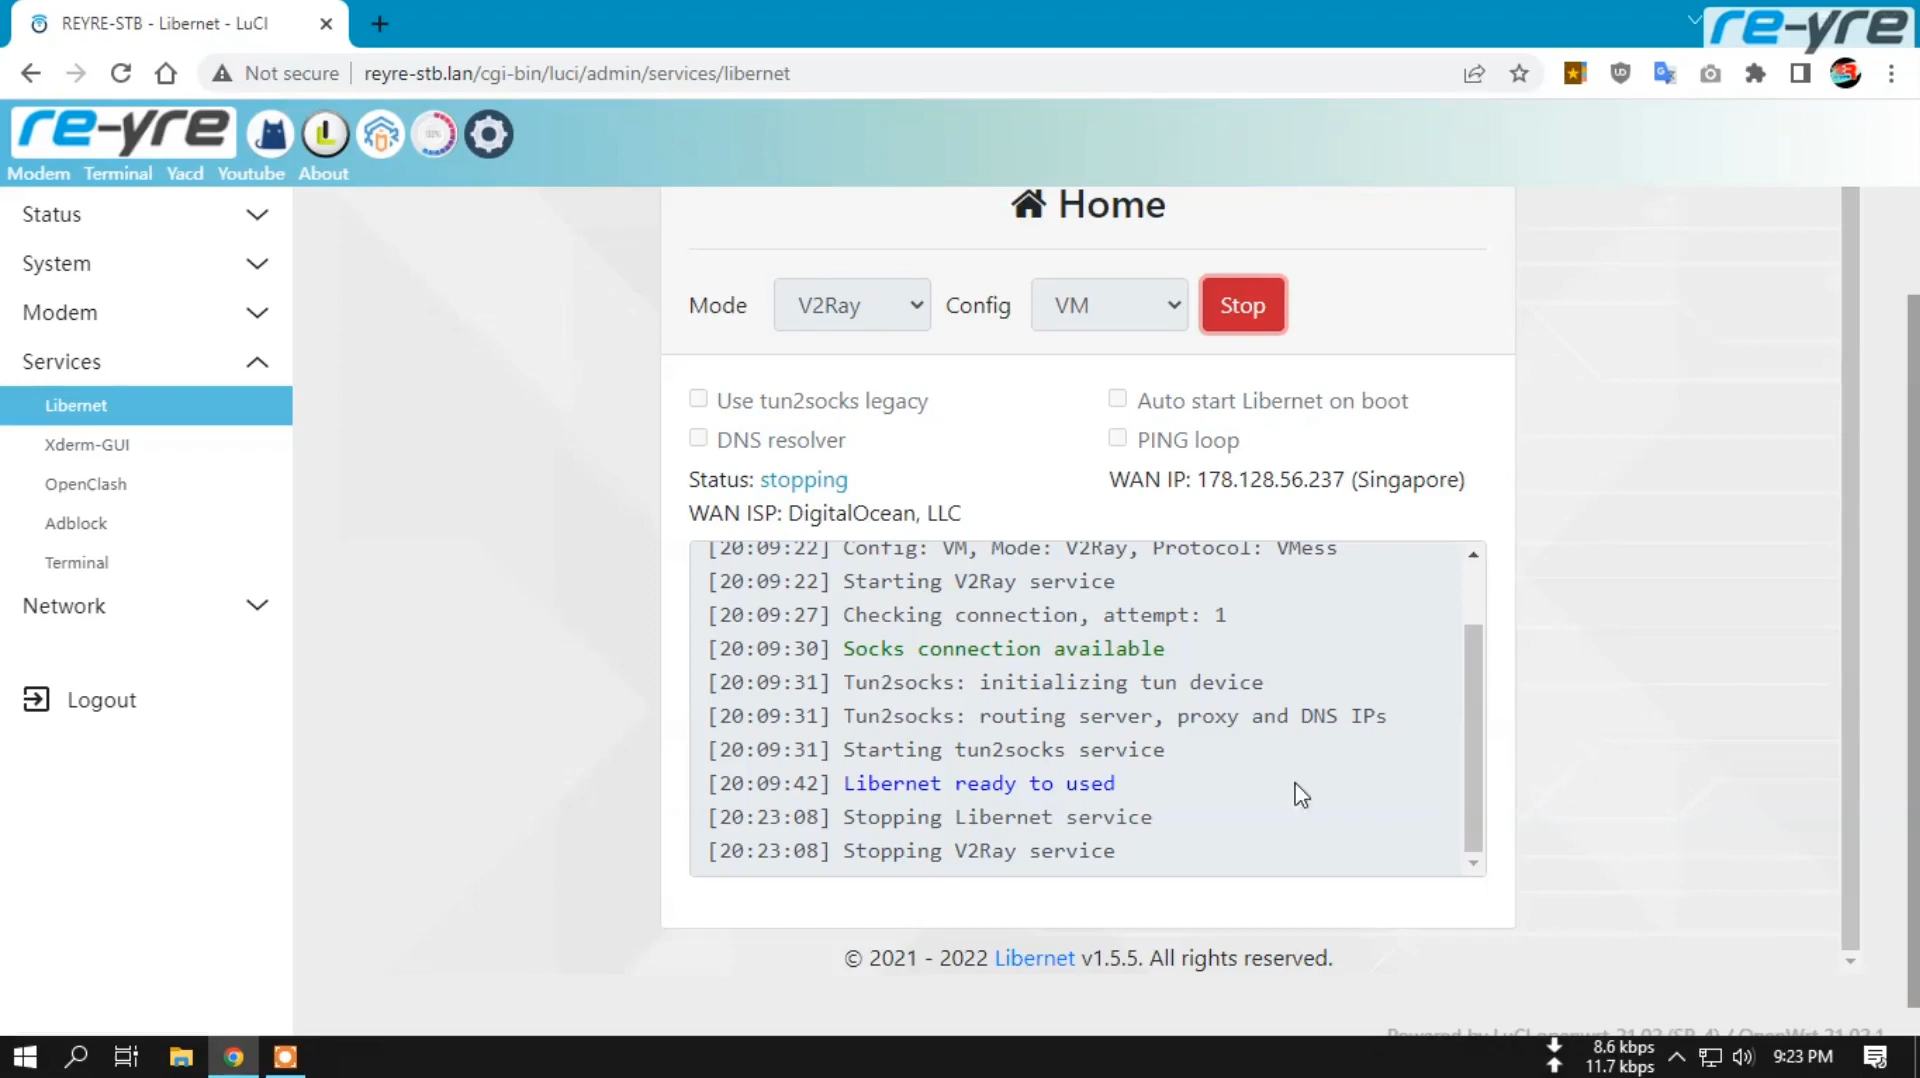 REYRE-STB - Libernet - LuCI
re-yre
Not secure
reyre-stb.lan/cgi-bin/luci/admin/services/libernet
re-yre
Modem Terminal Yacd Youtube About
Status
System
Modem
Services
Libernet
Xderm-GUI
OpenClash
Adblock
Terminal
Network
Logout
Home
Mode V2Ray Config VM Stop
Use tun2socks legacy
Auto start Libernet on boot
DNS resolver
PING loop
Status: stopping
WAN IP: 178.128.56.237 (Singapore)
WAN ISP: DigitalOcean, LLC
[20:09:22] Config: VM, Mode: V2Ray, Protocol: VMess
[20:09:22] Starting V2Ray service
[20:09:27] Checking connection, attempt: 1
[20:09:30] Socks connection available
[20:09:31] Tun2socks: initializing tun device
[20:09:31] Tun2socks: routing server, proxy and DNS IPs
[20:09:31] Starting tun2socks service
[20:09:42] Libernet ready to used
[20:23:08] Stopping Libernet service
[20:23:08] Stopping V2Ray service
© 2021 - 2022 Libernet v1.5.5. All rights reserved.
8.6 kbps
11.7 kbps
9:23 PM